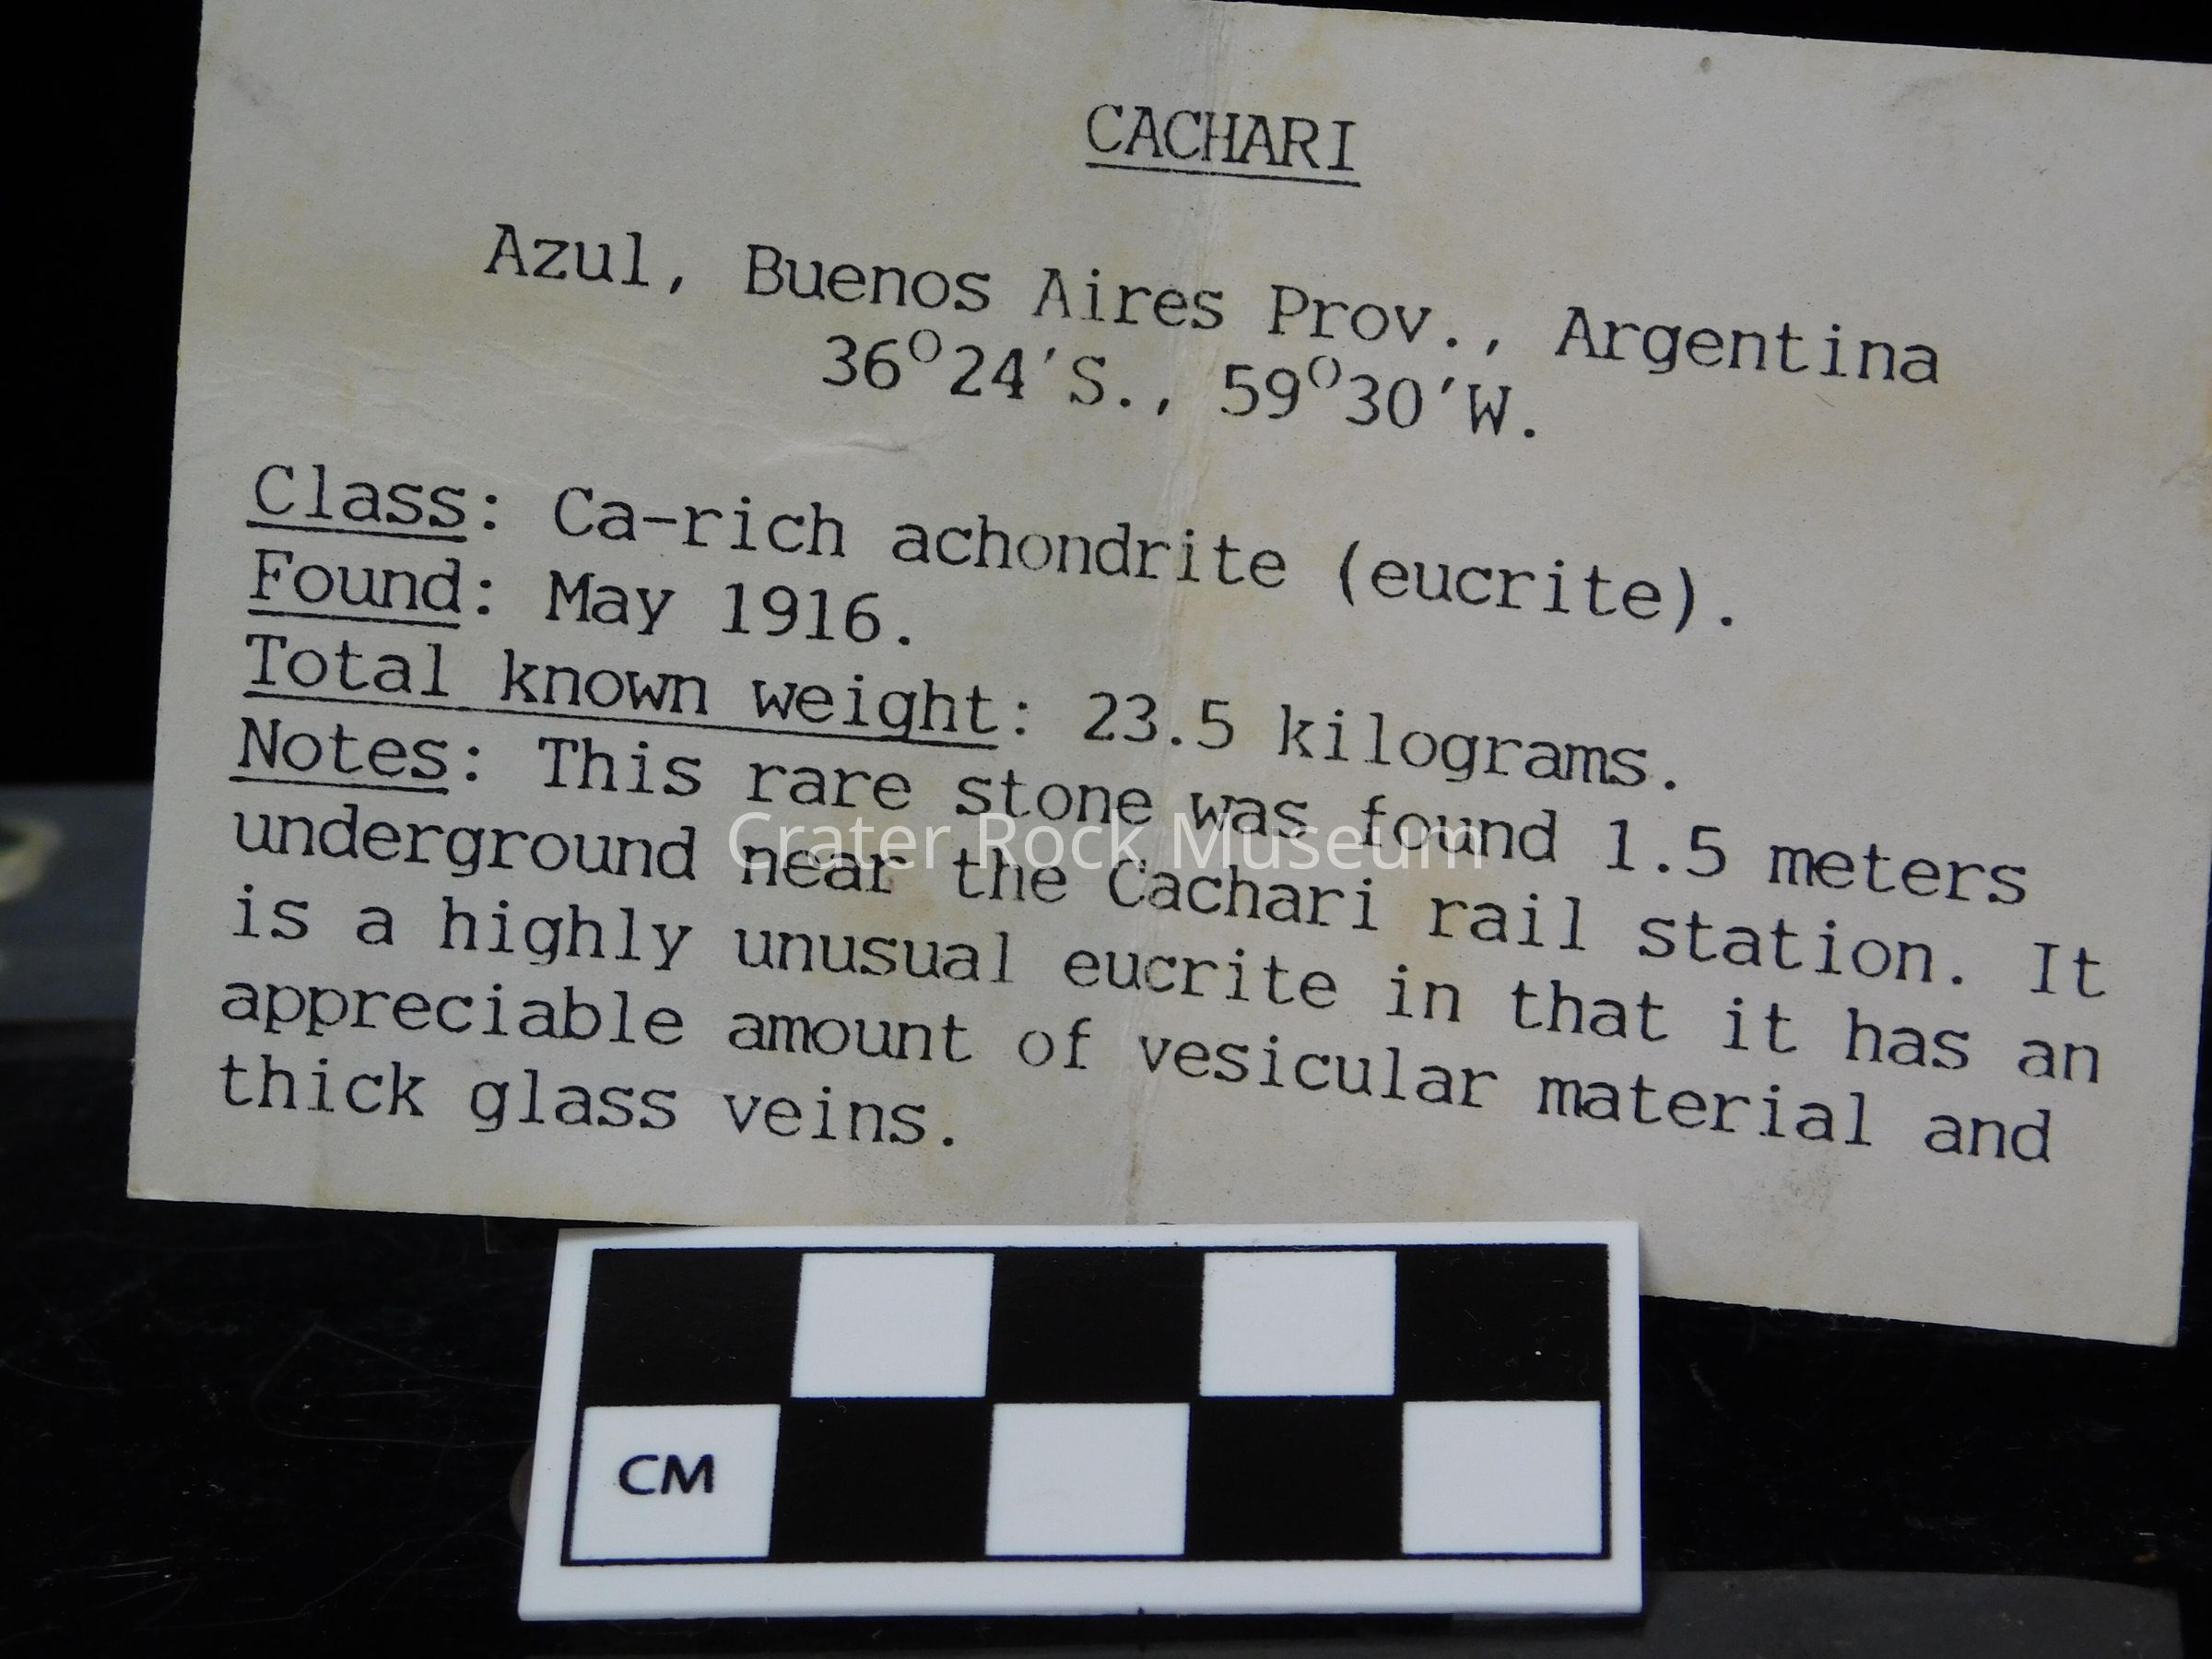 CACHARI
Azul, Buenos Aires Prov., Argentina
36°24'S., 59°30'W.
Class: Ca-rich achondrite (eucrite).
Found: May 1916.
Total known weight: 23.5 kilograms.
Notes: This rare stone was found 1.5 meters
underground near the Cachari rail station. It
is a highly unusual eucrite in that it has an
appreciable amount of vesicular material and
thick glass veins.
Crater Rock Museum
CM